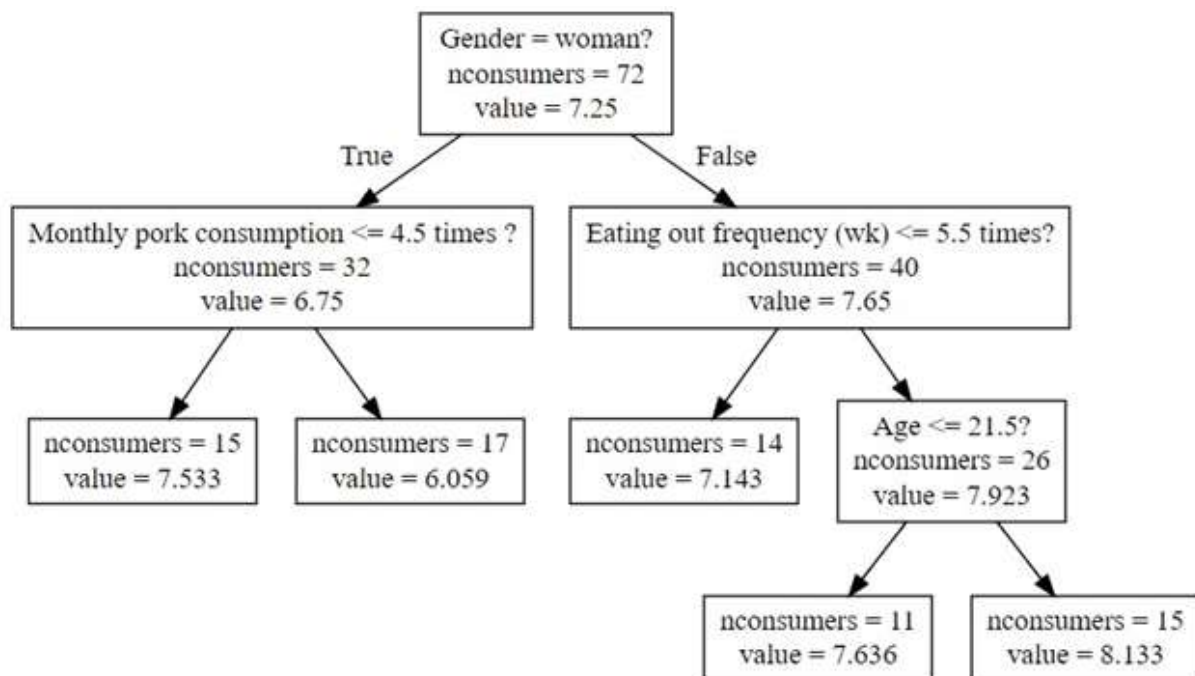 Gender = woman?
nconsumers = 72
value = 7.25
True
False
Monthly pork consumption <= 4.5 times ?
nconsumers = 32
value = 6.75
Eating out frequency (wk) <= 5.5 times?
nconsumers = 40
value = 7.65
nconsumers = 15
value = 7.533
nconsumers = 17
value = 6.059
nconsumers = 14
value = 7.143
Age <= 21.5?
nconsumers = 26
value = 7.923
nconsumers = 11
value = 7.636
nconsumers = 15
value = 8.133